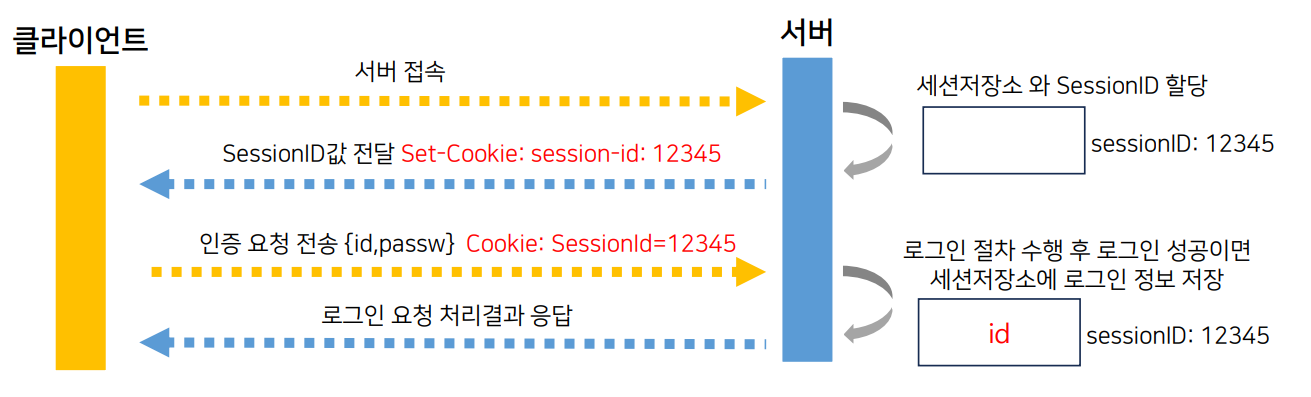 클라이언트
서버
서버 접속
세션저장소 와 SessionID 할당
sessionID: 12345
SessionID값 전달 Set-Cookie: session-id: 12345
인증 요청 전송 {id,passw} Cookie: SessionId=12345
로그인 절차 수행 후 로그인 성공이면
세션저장소에 로그인 정보 저장
로그인 요청 처리결과 응답
id
sessionID: 12345